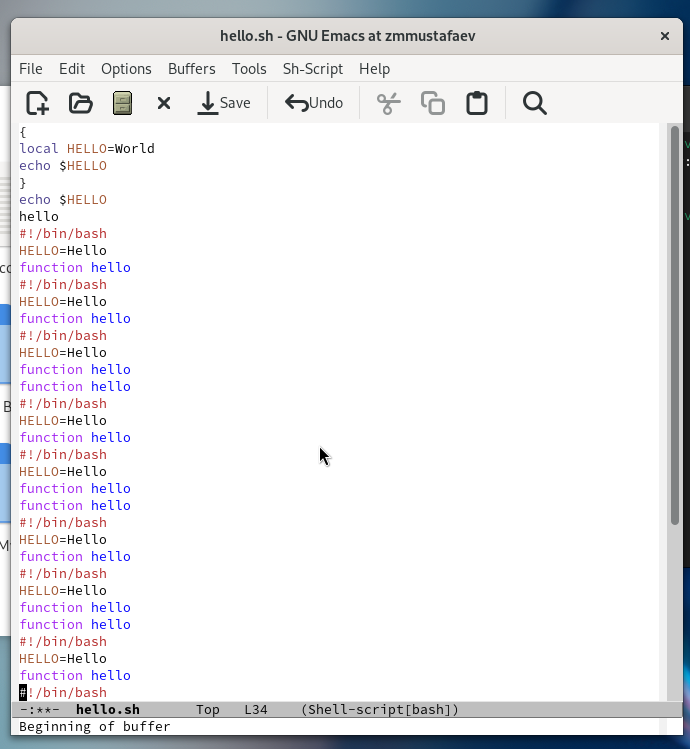 hello.sh - GNU Emacs at zmmustafaev
File Edit Options Buffers Tools Sh-Script Help
Save Undo
{
local HELLO=World
echo $HELLO
}
echo $HELLO
hello
#!/bin/bash
HELLO=Hello
function hello
#!/bin/bash
HELLO=Hello
function hello
#!/bin/bash
HELLO=Hello
function hello
function hello
#!/bin/bash
HELLO=Hello
function hello
#!/bin/bash
HELLO=Hello
function hello
function hello
#!/bin/bash
HELLO=Hello
function hello
#!/bin/bash
HELLO=Hello
function hello
function hello
#!/bin/bash
HELLO=Hello
function hello
#!/bin/bash
-:**- hello.sh Top L34 (Shell-script[bash])
Beginning of buffer